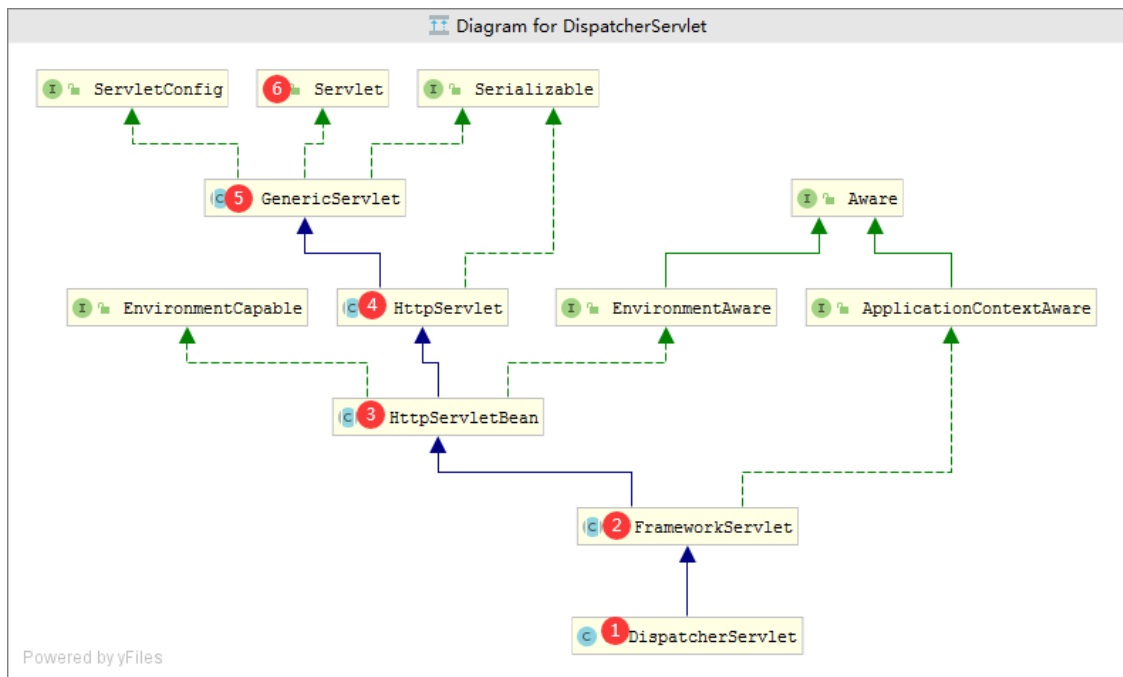 Diagram for DispatcherServlet
I ServletConfig
6 Servlet
I Serializable
C 5 GenericServlet
I Aware
I EnvironmentCapable
C 4 HttpServlet
I EnvironmentAware
I ApplicationContextAware
C 3 HttpServletBean
C 2 FrameworkServlet
C 1 DispatcherServlet
Powered by yFiles